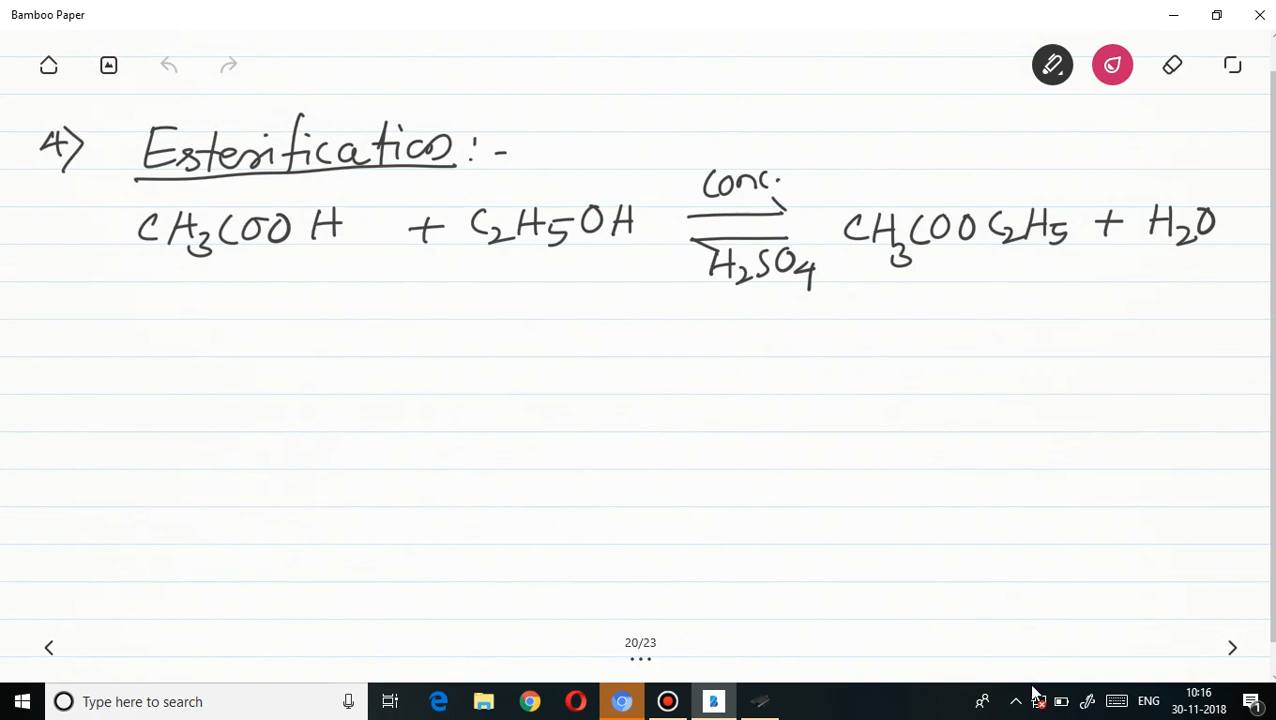 Bamboo Paper
4) Esterification :-
CH3COOH + C2H5OH conc. H2SO4 ⇌ CH3COOC2H5 + H2O
20/23
Type here to search
ENG
10:16
30-11-2018
1